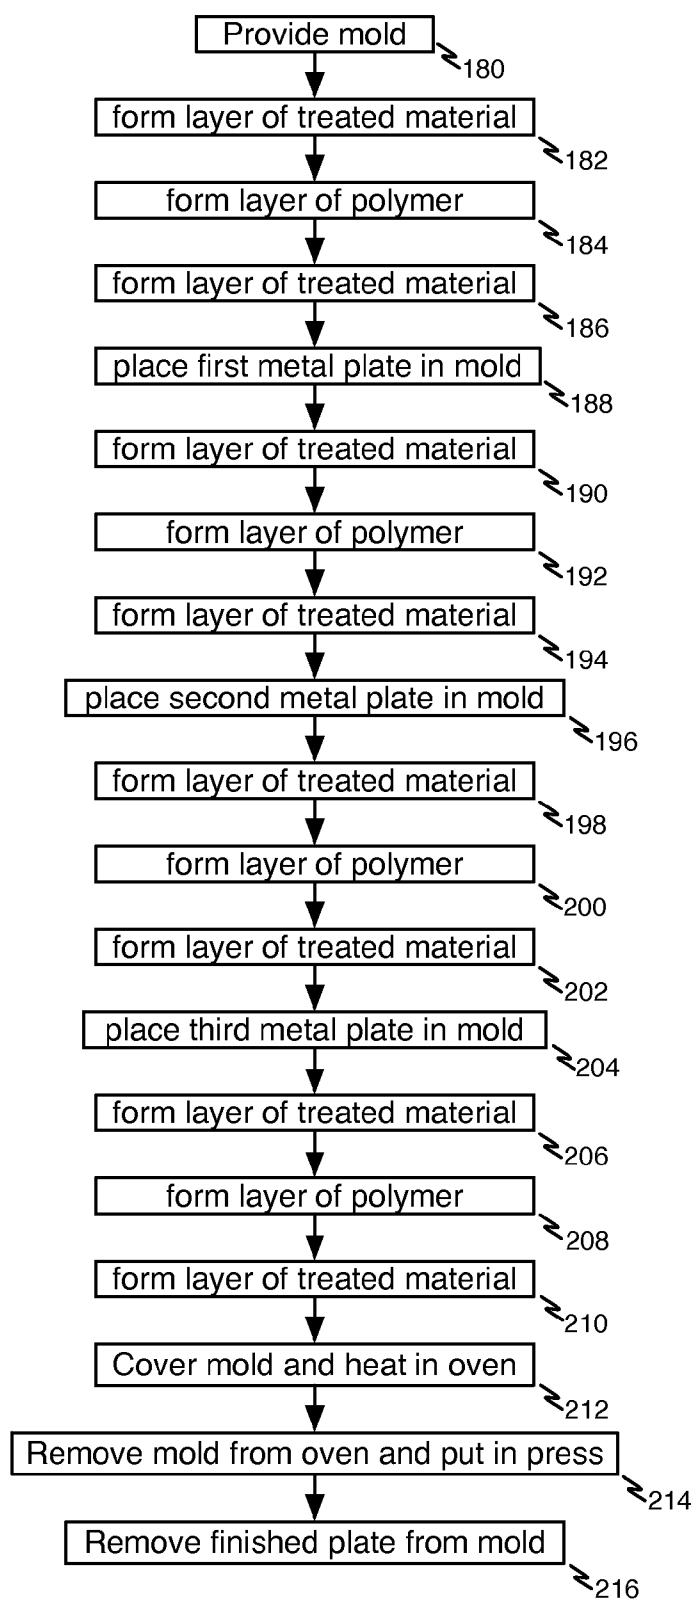 Provide mold
180
form layer of treated material
182
form layer of polymer
184
form layer of treated material
186
place first metal plate in mold
188
form layer of treated material
190
form layer of polymer
192
form layer of treated material
194
place second metal plate in mold
196
form layer of treated material
198
form layer of polymer
200
form layer of treated material
202
place third metal plate in mold
204
form layer of treated material
206
form layer of polymer
208
form layer of treated material
210
Cover mold and heat in oven
212
Remove mold from oven and put in press
214
Remove finished plate from mold
216